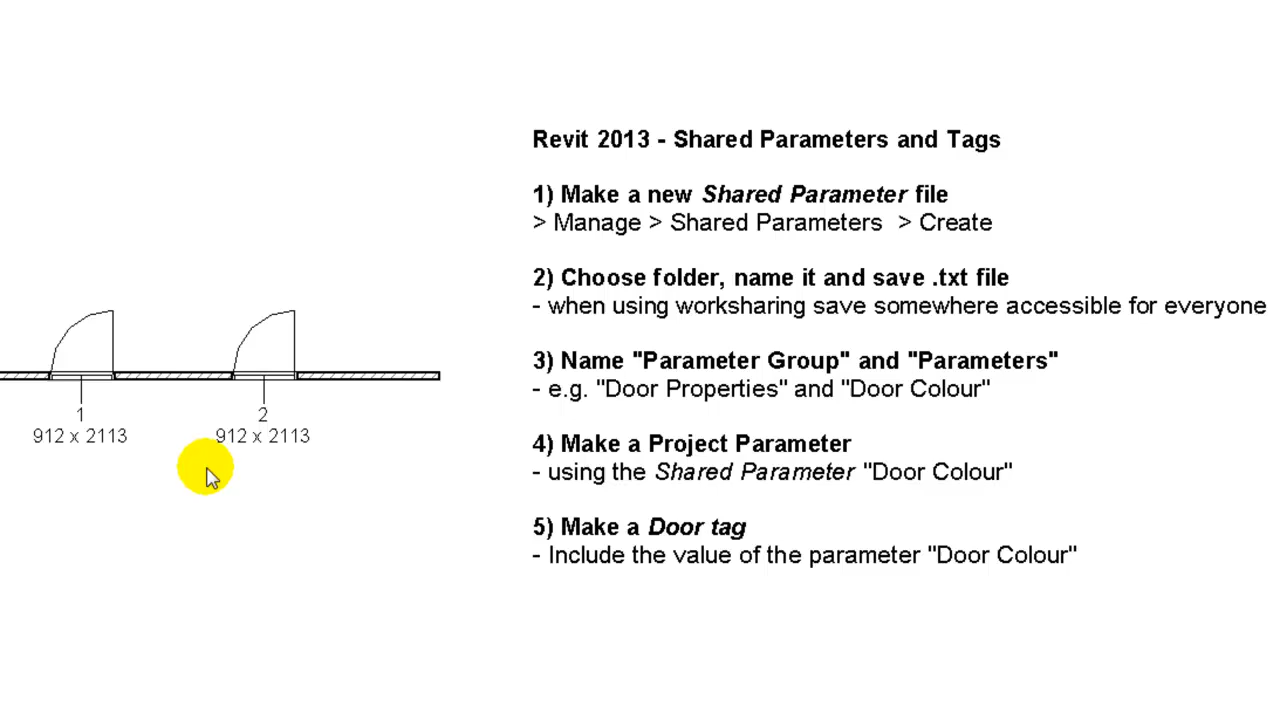 Revit 2013 - Shared Parameters and Tags
1) Make a new Shared Parameter file
> Manage > Shared Parameters > Create
2) Choose folder, name it and save .txt file
- when using worksharing save somewhere accessible for everyone
3) Name "Parameter Group" and "Parameters"
- e.g. "Door Properties" and "Door Colour"
4) Make a Project Parameter
- using the Shared Parameter "Door Colour"
5) Make a Door tag
- Include the value of the parameter "Door Colour"
1
912 x 2113
2
912 x 2113